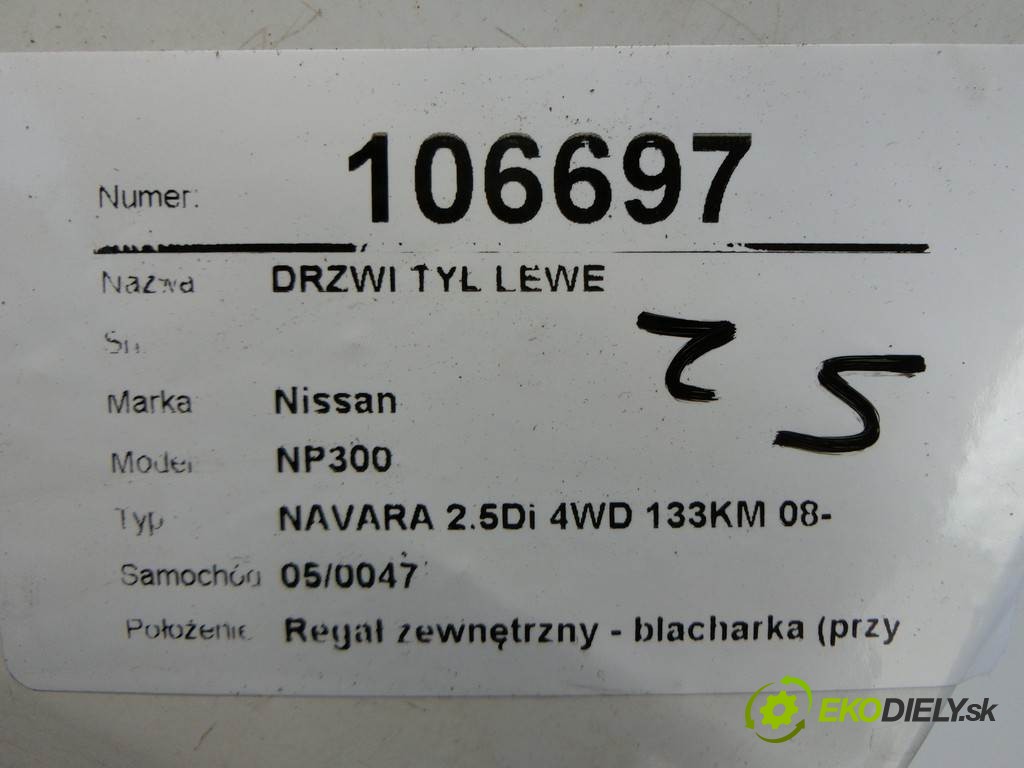 Numer: 106697
Nazwa DRZWI TYŁ LEWE
Sn
Marka Nissan
Model NP300
Typ NAVARA 2.5Di 4WD 133KM 08-
Samochód 05/0047
Położenie Regał zewnętrzny - blacharka (przy
EKODIELY.sk